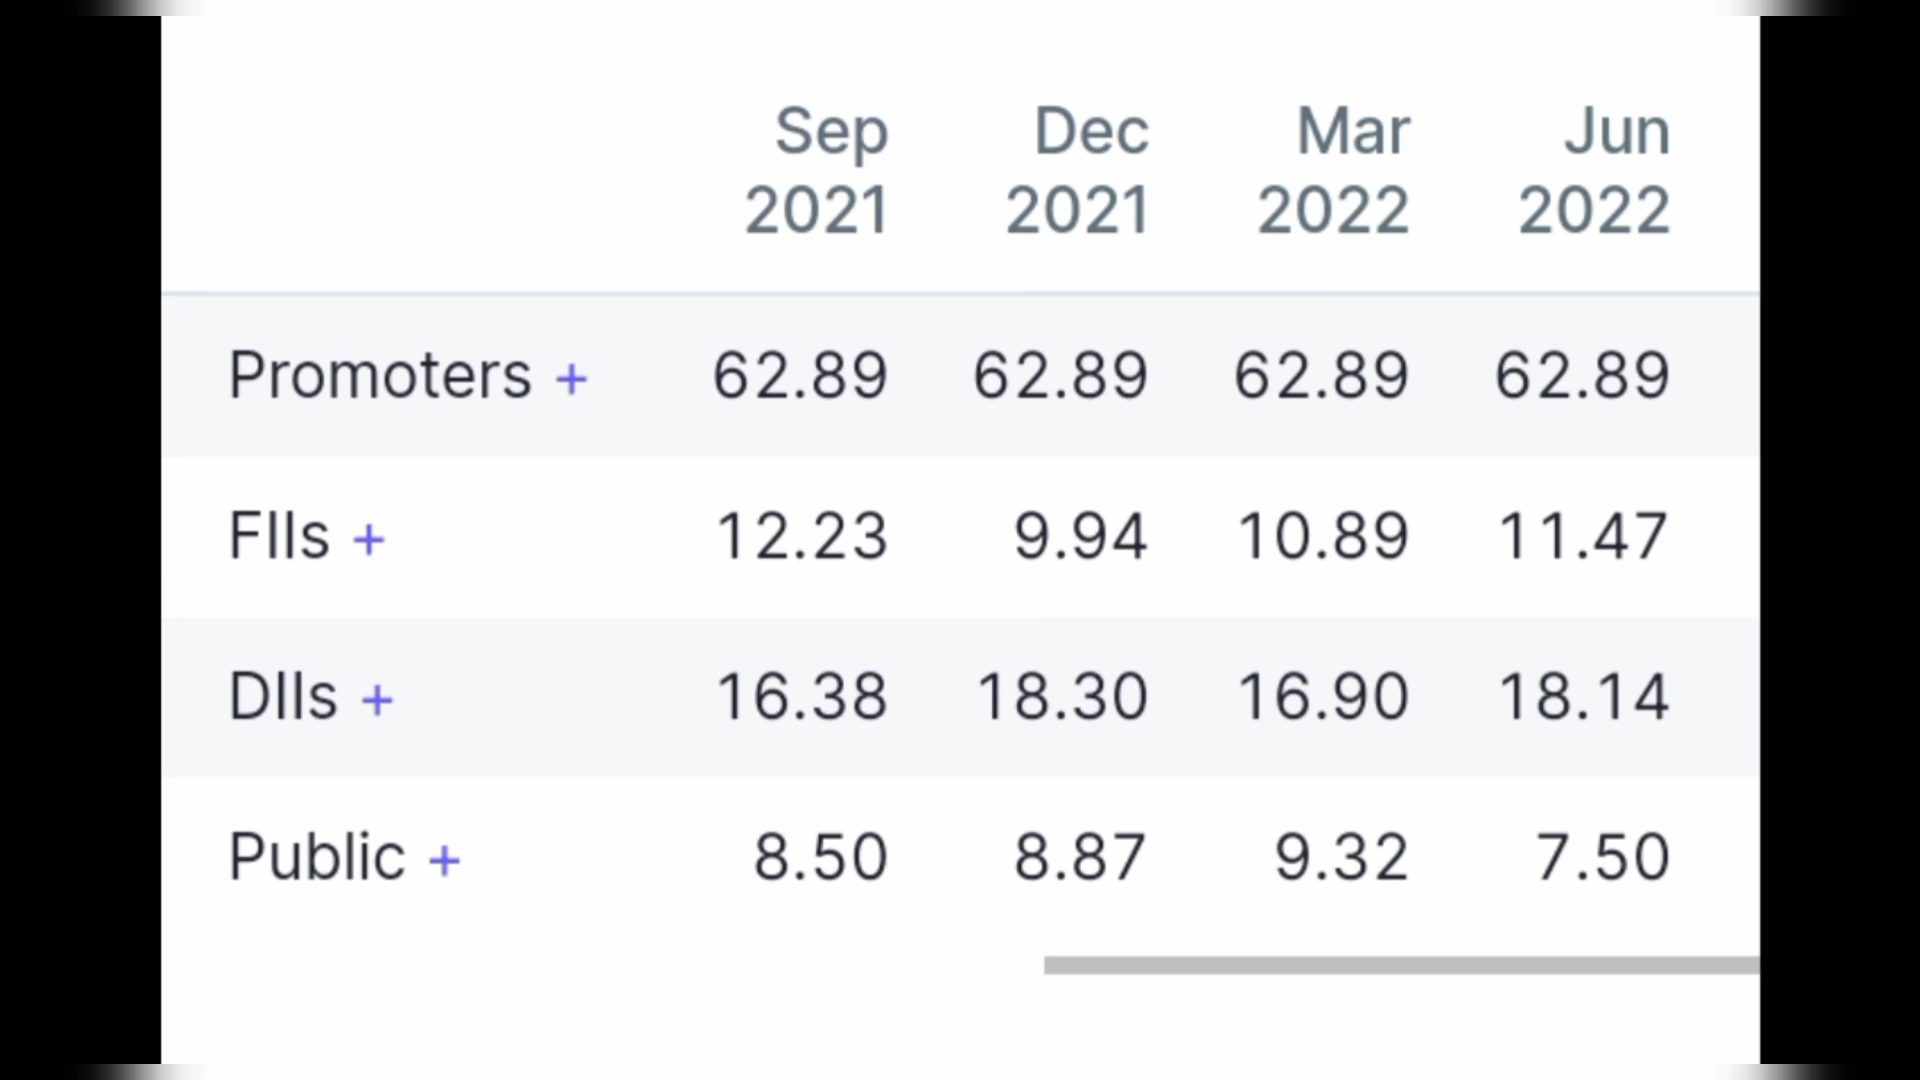 Sep Dec Mar Jun
2021 2021 2022 2022
Promoters + 62.89 62.89 62.89 62.89
FIIs + 12.23 9.94 10.89 11.47
DIIs + 16.38 18.30 16.90 18.14
Public + 8.50 8.87 9.32 7.50